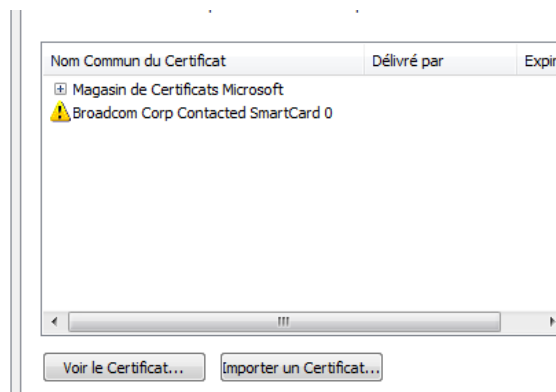 Nom Commun du Certificat Délivré par Expir
Magasin de Certificats Microsoft
Broadcom Corp Contacted SmartCard 0
Voir le Certificat... Importer un Certificat...